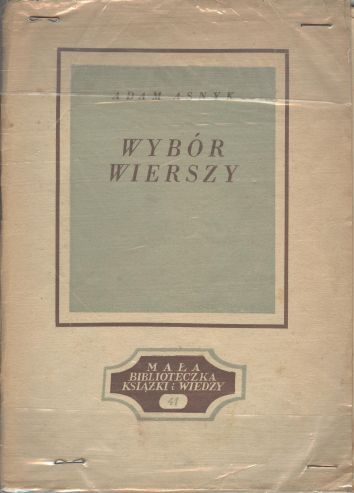 ADAM ASNYK
WYBÓR
WIERSZY
MAŁA
BIBLIOTECZKA
KSIĄŻKI i WIEDZY
41